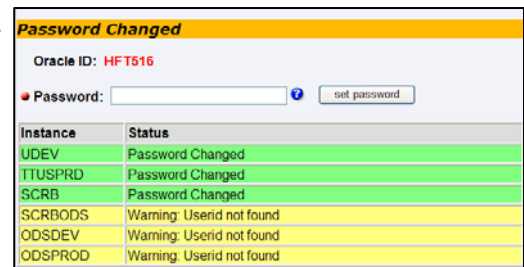 Password Changed
Oracle ID: HFT516
Password: ? set password
Instance Status
UDEV Password Changed
TTUSPRD Password Changed
SCRB Password Changed
SCRBODS Warning: Userid not found
ODSDEV Warning: Userid not found
ODSPROD Warning: Userid not found